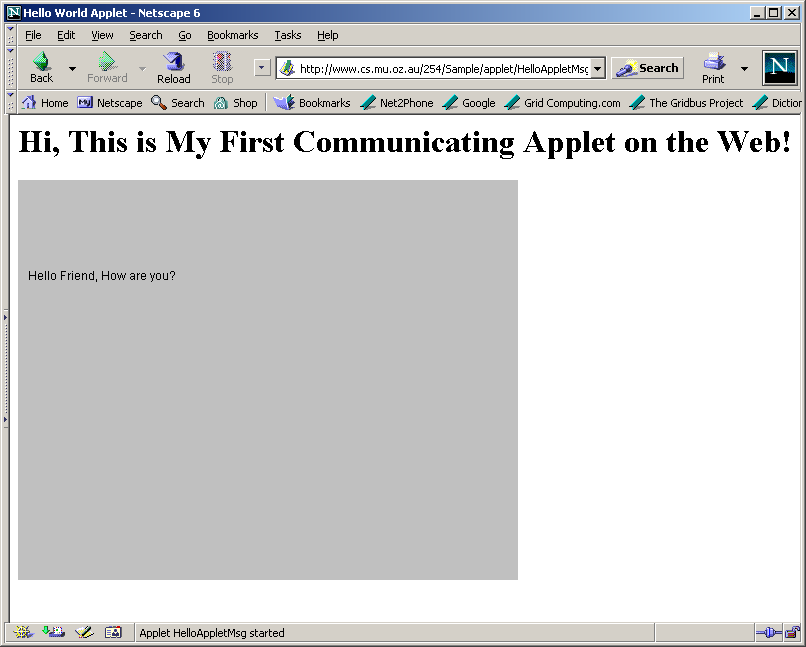 Hello World Applet - Netscape 6
File Edit View Search Go Bookmarks Tasks Help
Back Forward Reload Stop http://www.cs.mu.oz.au/254/Sample/applet/HelloAppletMsg Search Print N
Home Netscape Search Shop Bookmarks Net2Phone Google Grid Computing.com The Gridbus Project Diction
Hi, This is My First Communicating Applet on the Web!
Hello Friend, How are you?
Applet HelloAppletMsg started